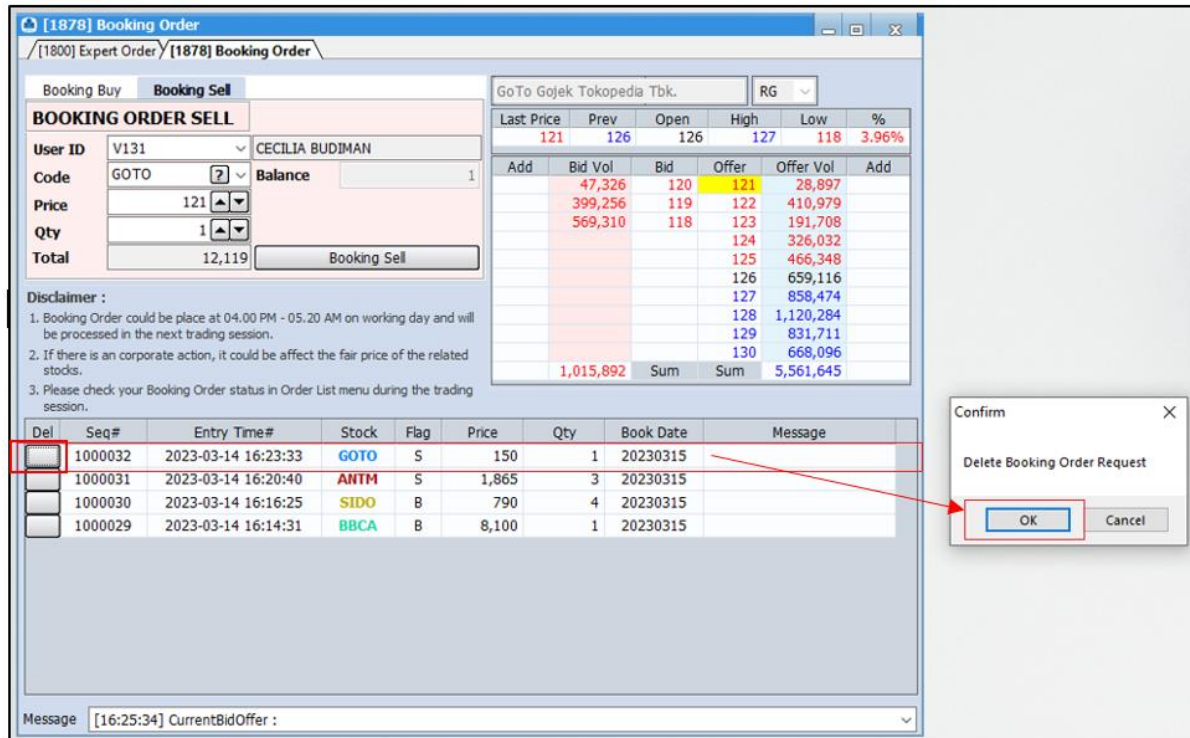 [1878] Booking Order
[1800] Expert Order [1878] Booking Order
Booking Buy Booking Sell
BOOKING ORDER SELL
User ID V131 CECILIA BUDIMAN
Code GOTO ? Balance 1
Price 121
Qty 1
Total 12,119 Booking Sell
Disclaimer :
1. Booking Order could be place at 04.00 PM - 05.20 AM on working day and will
be processed in the next trading session.
2. If there is an corporate action, it could be affect the fair price of the related
stocks.
3. Please check your Booking Order status in Order List menu during the trading
session.
GoTo Gojek Tokopedia Tbk. RG
Last Price Prev Open High Low %
121 126 126 127 118 3.96%
Add Bid Vol Bid Offer Offer Vol Add
47,326 120 121 28,897
399,256 119 122 410,979
569,310 118 123 191,708
124 326,032
125 466,348
126 659,116
127 858,474
128 1,120,284
129 831,711
130 668,096
1,015,892 Sum Sum 5,561,645
Del Seq# Entry Time# Stock Flag Price Qty Book Date Message
1000032 2023-03-14 16:23:33 GOTO S 150 1 20230315
1000031 2023-03-14 16:20:40 ANTM S 1,865 3 20230315
1000030 2023-03-14 16:16:25 SIDO B 790 4 20230315
1000029 2023-03-14 16:14:31 BBCA B 8,100 1 20230315
Confirm
Delete Booking Order Request
OK Cancel
Message [16:25:34] CurrentBidOffer :